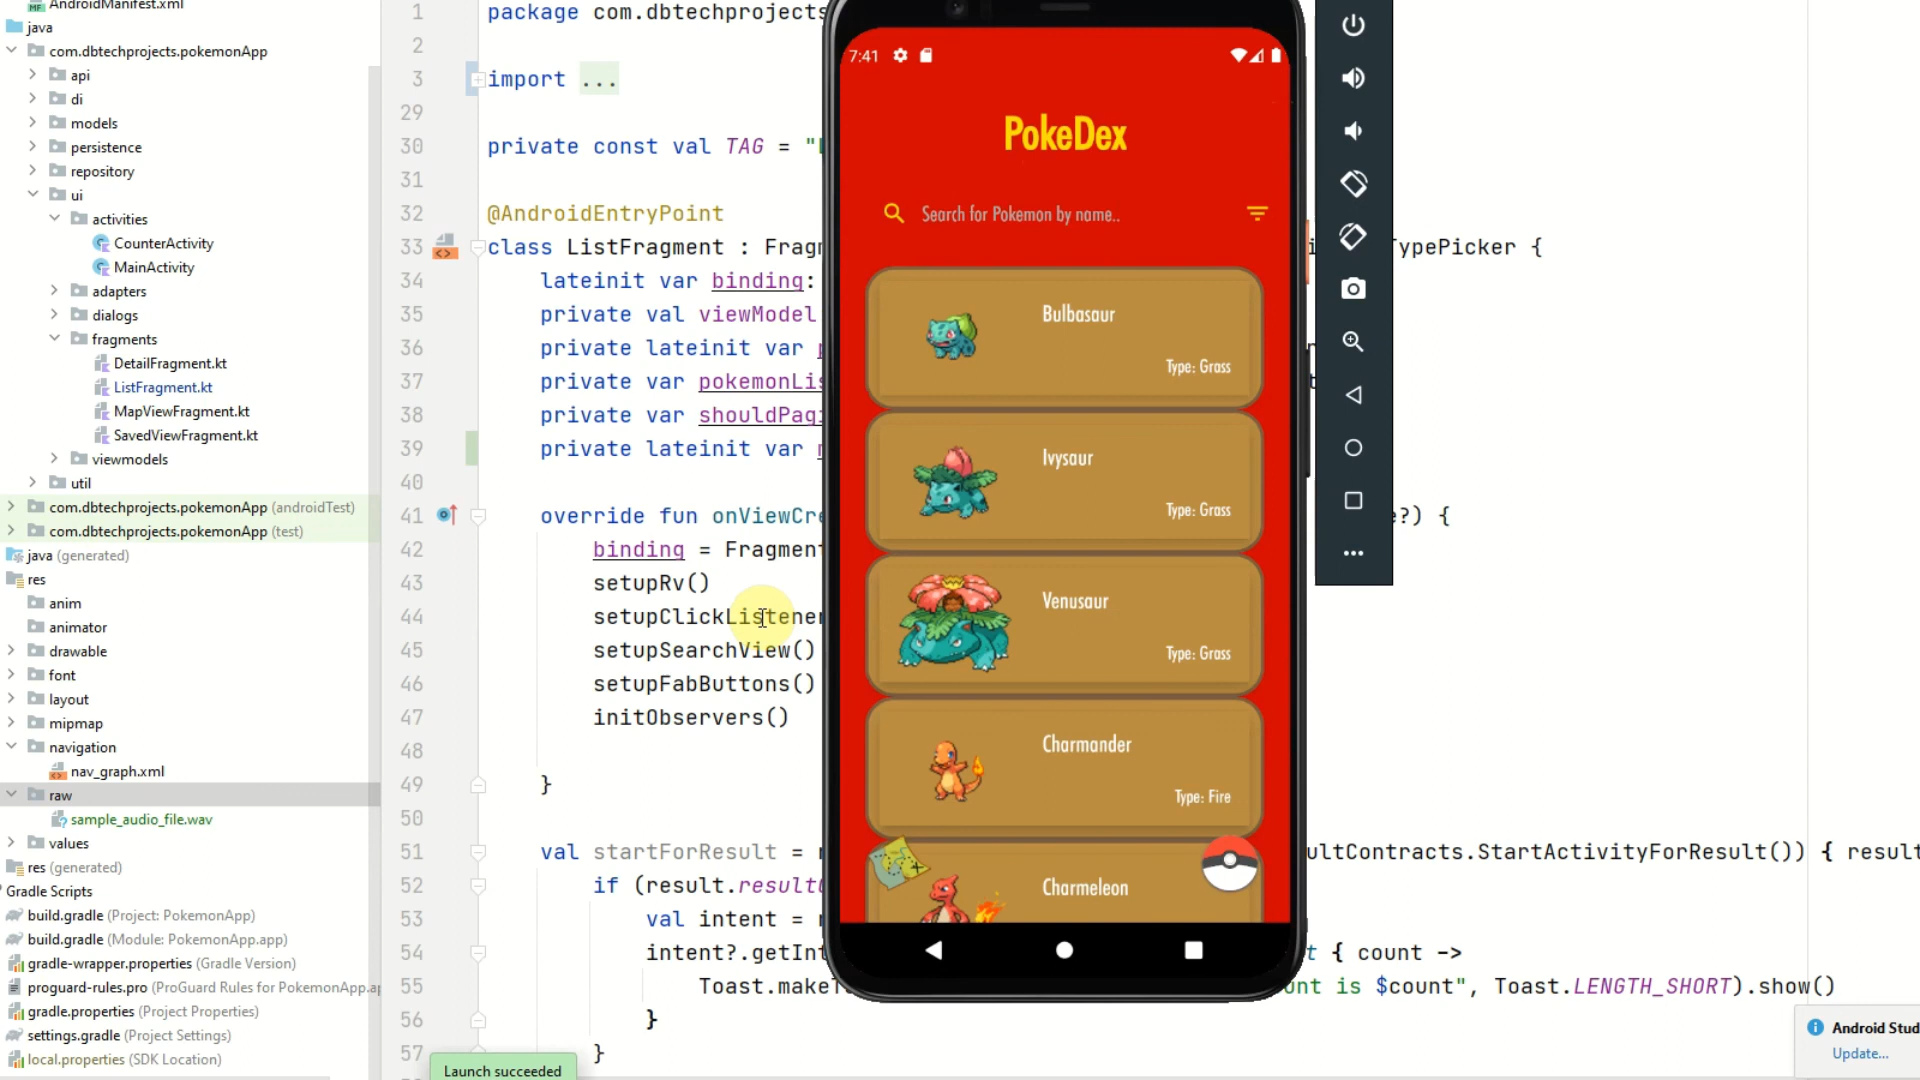 AndroidManifest.xml
java
com.dbtechprojects.pokemonApp
api
di
models
persistence
repository
ui
activities
CounterActivity
MainActivity
adapters
dialogs
fragments
DetailFragment.kt
ListFragment.kt
MapViewFragment.kt
SavedViewFragment.kt
viewmodels
util
com.dbtechprojects.pokemonApp (androidTest)
com.dbtechprojects.pokemonApp (test)
java (generated)
res
anim
animator
drawable
font
layout
mipmap
navigation
nav_graph.xml
raw
sample_audio_file.wav
values
res (generated)
Gradle Scripts
build.gradle (Project: PokemonApp)
build.gradle (Module: PokemonApp.app)
gradle-wrapper.properties (Gradle Version)
proguard-rules.pro (ProGuard Rules for PokemonApp.a
gradle.properties (Project Properties)
settings.gradle (Project Settings)
local.properties (SDK Location)
1 package com.dbtechprojects
2
3 import ...
29
30 private const val TAG = "
31
32 @AndroidEntryPoint
33 class ListFragment : Frag TypePicker {
34 lateinit var binding:
35 private val viewModel
36 private lateinit var
37 private var pokemonLis
38 private var shouldPagi
39 private lateinit var
40
41 override fun onViewCre ?) {
42 binding = Fragment
43 setupRv()
44 setupClickListener
45 setupSearchView()
46 setupFabButtons()
47 initObservers()
48
49 }
50
51 val startForResult = ultContracts.StartActivityForResult()) { result
52 if (result.result
53 val intent =
54 intent?.getInt { count ->
55 Toast.makeT nt is $count", Toast.LENGTH_SHORT).show()
56 }
57 }
Launch succeeded
7:41
PokeDex
Search for Pokemon by name..
Bulbasaur
Type: Grass
Ivysaur
Type: Grass
Venusaur
Type: Grass
Charmander
Type: Fire
Charmeleon
Android Stud
Update...